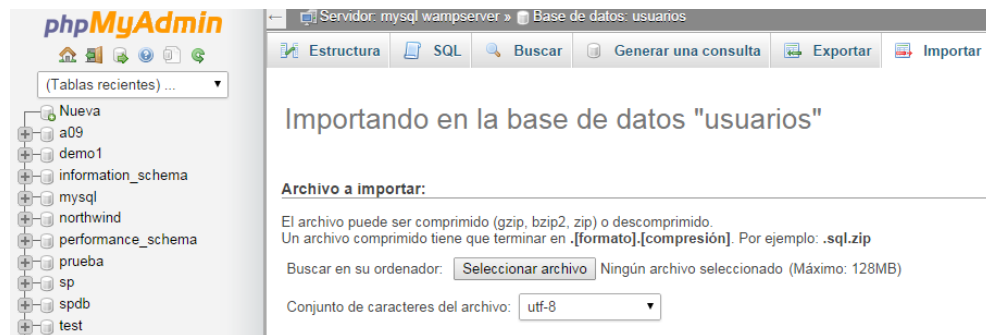 phpMyAdmin
(Tablas recientes) ...
Nueva
a09
demo1
information_schema
mysql
northwind
performance_schema
prueba
sp
spdb
test
Servidor: mysql wampserver » Base de datos: usuarios
Estructura SQL Buscar Generar una consulta Exportar Importar
Importando en la base de datos "usuarios"
Archivo a importar:
El archivo puede ser comprimido (gzip, bzip2, zip) o descomprimido.
Un archivo comprimido tiene que terminar en .[formato].[compresión]. Por ejemplo: .sql.zip
Buscar en su ordenador: Seleccionar archivo Ningún archivo seleccionado (Máximo: 128MB)
Conjunto de caracteres del archivo: utf-8